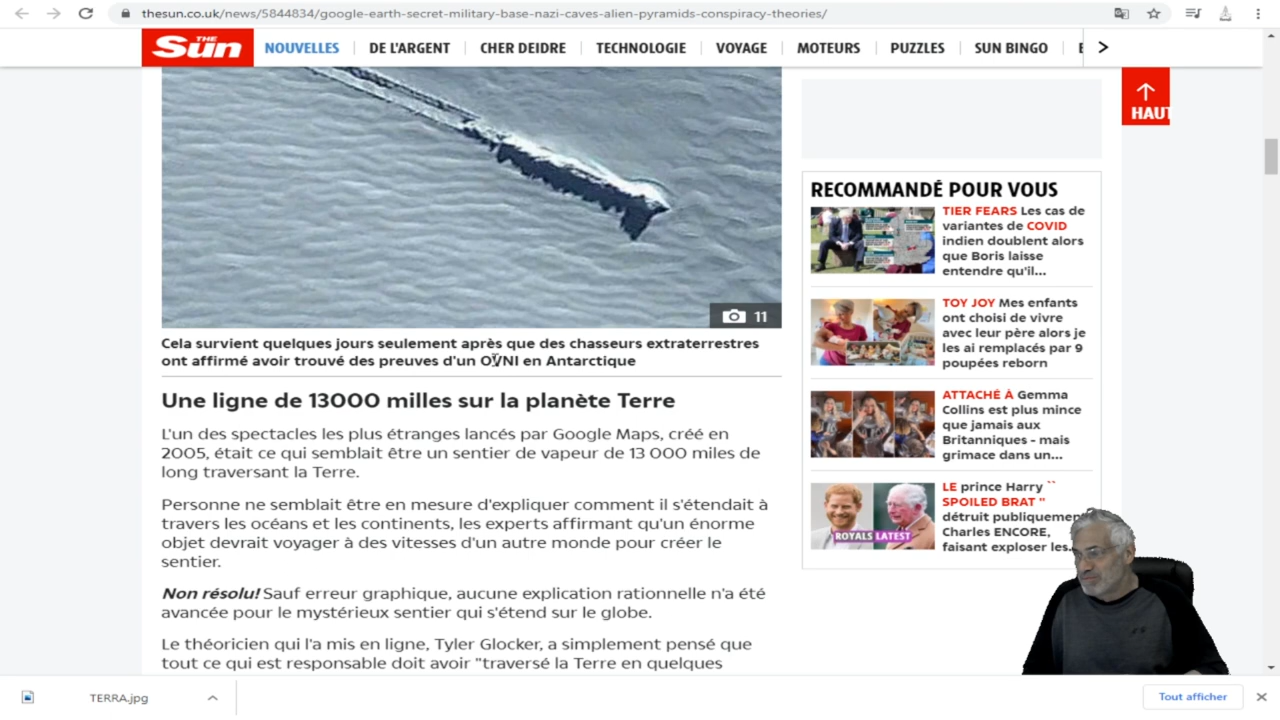 thesun.co.uk/news/5844834/google-earth-secret-military-base-nazi-caves-alien-pyramids-conspiracy-theories/
THE
Sun
NOUVELLES
DE L'ARGENT
CHER DEIDRE
TECHNOLOGIE
VOYAGE
MOTEURS
PUZZLES
SUN BINGO
HAUT
11
Cela survient quelques jours seulement après que des chasseurs extraterrestres
ont affirmé avoir trouvé des preuves d'un OVNI en Antarctique
Une ligne de 13000 milles sur la planète Terre
L'un des spectacles les plus étranges lancés par Google Maps, créé en
2005, était ce qui semblait être un sentier de vapeur de 13 000 miles de
long traversant la Terre.
Personne ne semblait être en mesure d'expliquer comment il s'étendait à
travers les océans et les continents, les experts affirmant qu'un énorme
objet devrait voyager à des vitesses d'un autre monde pour créer le
sentier.
Non résolu! Sauf erreur graphique, aucune explication rationnelle n'a été
avancée pour le mystérieux sentier qui s'étend sur le globe.
Le théoricien qui l'a mis en ligne, Tyler Glocker, a simplement pensé que
tout ce qui est responsable doit avoir "traversé la Terre en quelques
RECOMMANDÉ POUR VOUS
TIER FEARS Les cas de
variantes de COVID
indien doublent alors
que Boris laisse
entendre qu'il...
TOY JOY Mes enfants
ont choisi de vivre
avec leur père alors je
les ai remplacés par 9
poupées reborn
ATTACHÉ À Gemma
Collins est plus mince
que jamais aux
Britanniques - mais
grimace dans un...
LE prince Harry ``
SPOILED BRAT "
détruit publiquement
Charles ENCORE,
faisant exploser les...
ROYALS LATEST
TERRA.jpg
Tout afficher